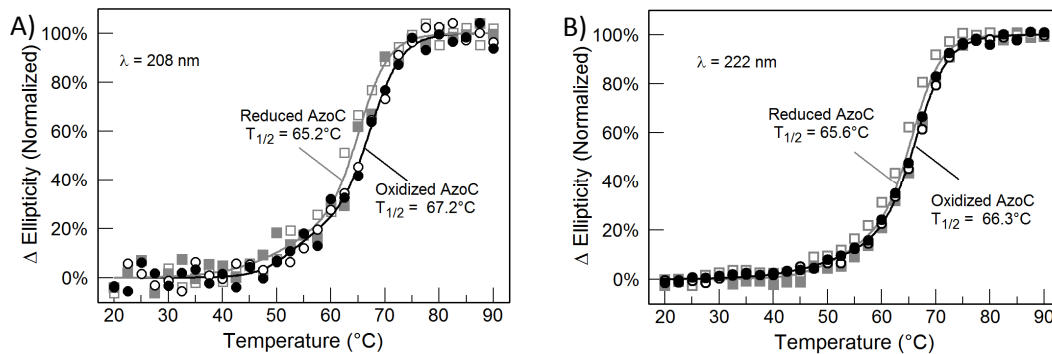 A)
Δ Ellipticity (Normalized)
100%
80%
60%
40%
20%
0%
λ = 208 nm
Reduced AzoC
T1/2 = 65.2°C
Oxidized AzoC
T1/2 = 67.2°C
20 30 40 50 60 70 80 90
Temperature (°C)
B)
Δ Ellipticity (Normalized)
100%
80%
60%
40%
20%
0%
λ = 222 nm
Reduced AzoC
T1/2 = 65.6°C
Oxidized AzoC
T1/2 = 66.3°C
20 30 40 50 60 70 80 90
Temperature (°C)